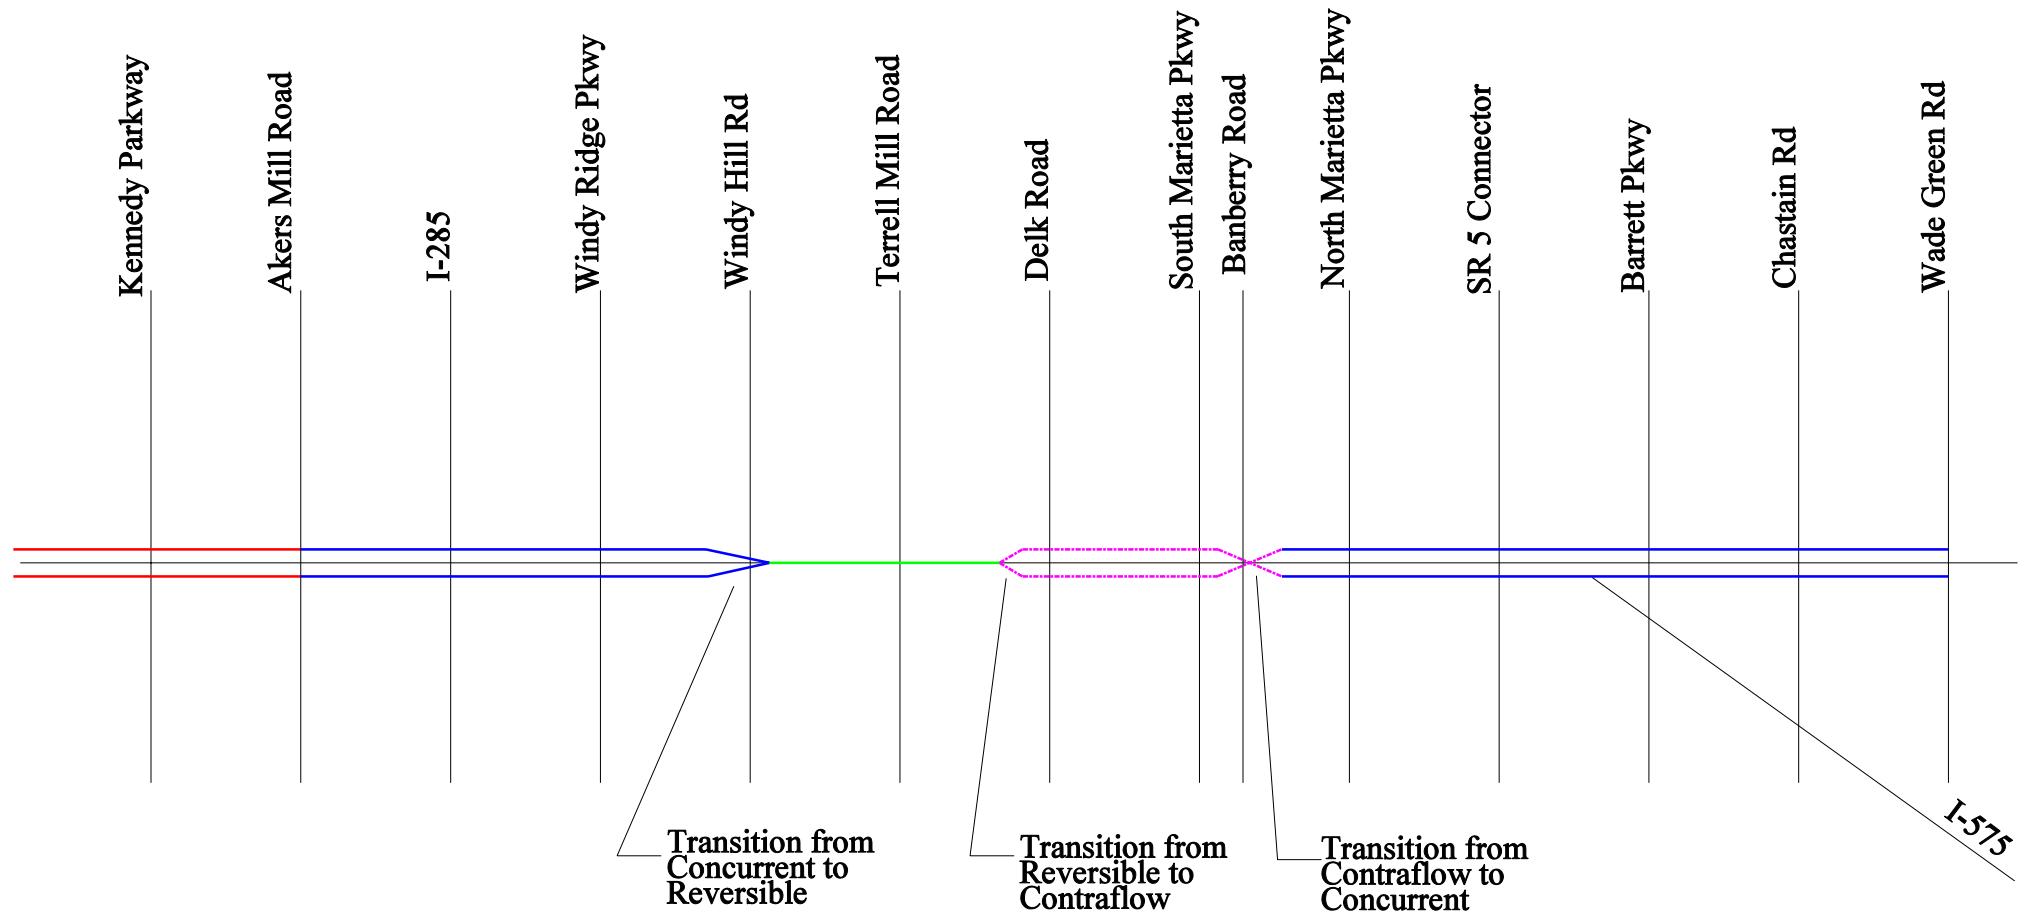 Kennedy Parkway
Akers Mill Road
I-285
Windy Ridge Pkwy
Windy Hill Rd
Terrell Mill Road
Delk Road
South Marietta Pkwy
Banberry Road
North Marietta Pkwy
SR 5 Connector
Barrett Pkwy
Chastain Rd
Wade Green Rd
I-575
Transition from
Concurrent to
Reversible
Transition from
Reversible to
Contraflow
Transition from
Contraflow to
Concurrent